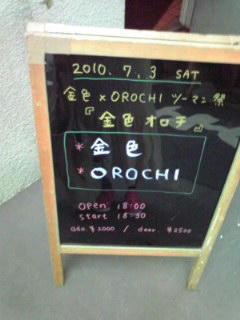 2010. 7. 3 SAT
金色 x OROCHI ツーマン祭
『金色オロチ』
* 金色
* OROCHI
open 18:00
start 18:30
adv. ¥2000 / door. ¥2500